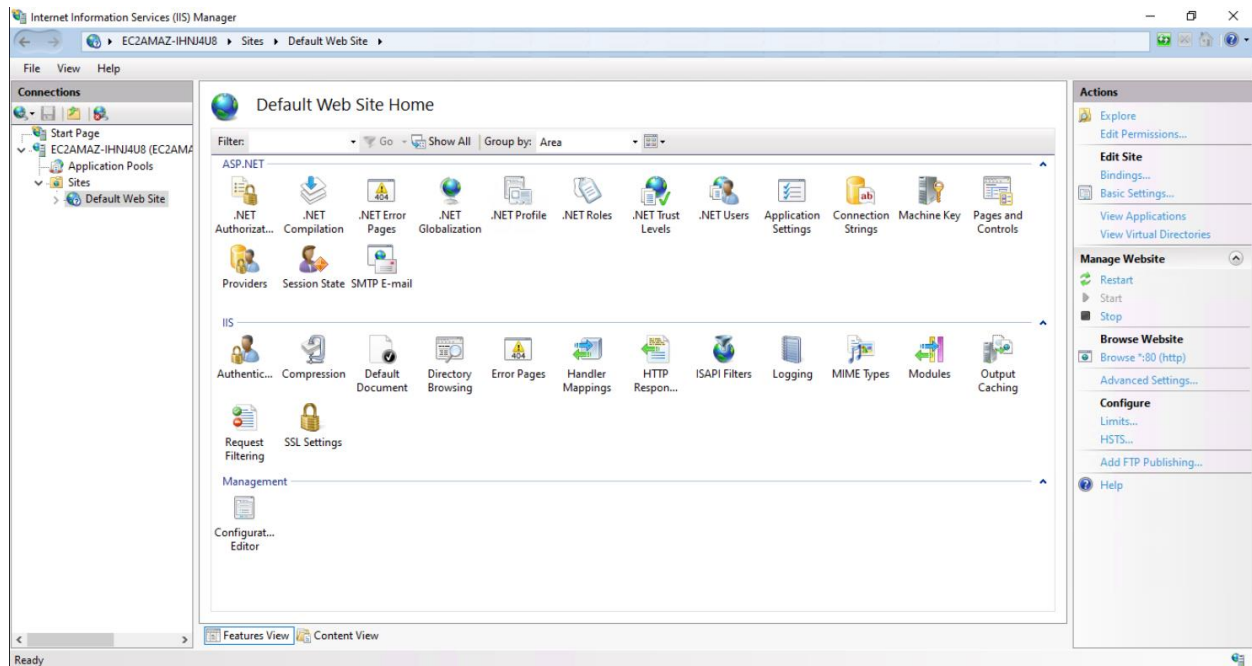 Internet Information Services (IIS) Manager
EC2AMAZ-IHNJ4U8 Sites Default Web Site
File View Help
Connections
Start Page
EC2AMAZ-IHNJ4U8 (EC2AMA
Application Pools
Sites
Default Web Site
Default Web Site Home
Filter: Go Show All Group by: Area
ASP.NET
.NET Authorizat...
.NET Compilation
.NET Error Pages
.NET Globalization
.NET Profile
.NET Roles
.NET Trust Levels
.NET Users
Application Settings
Connection Strings
Machine Key
Pages and Controls
Providers
Session State
SMTP E-mail
IIS
Authentic...
Compression
Default Document
Directory Browsing
Error Pages
Handler Mappings
HTTP Respon...
ISAPI Filters
Logging
MIME Types
Modules
Output Caching
Request Filtering
SSL Settings
Management
Configurat... Editor
Features View Content View
Actions
Explore
Edit Permissions...
Edit Site
Bindings...
Basic Settings...
View Applications
View Virtual Directories
Manage Website
Restart
Start
Stop
Browse Website
Browse *:80 (http)
Advanced Settings...
Configure
Limits...
HSTS...
Add FTP Publishing...
Help
Ready